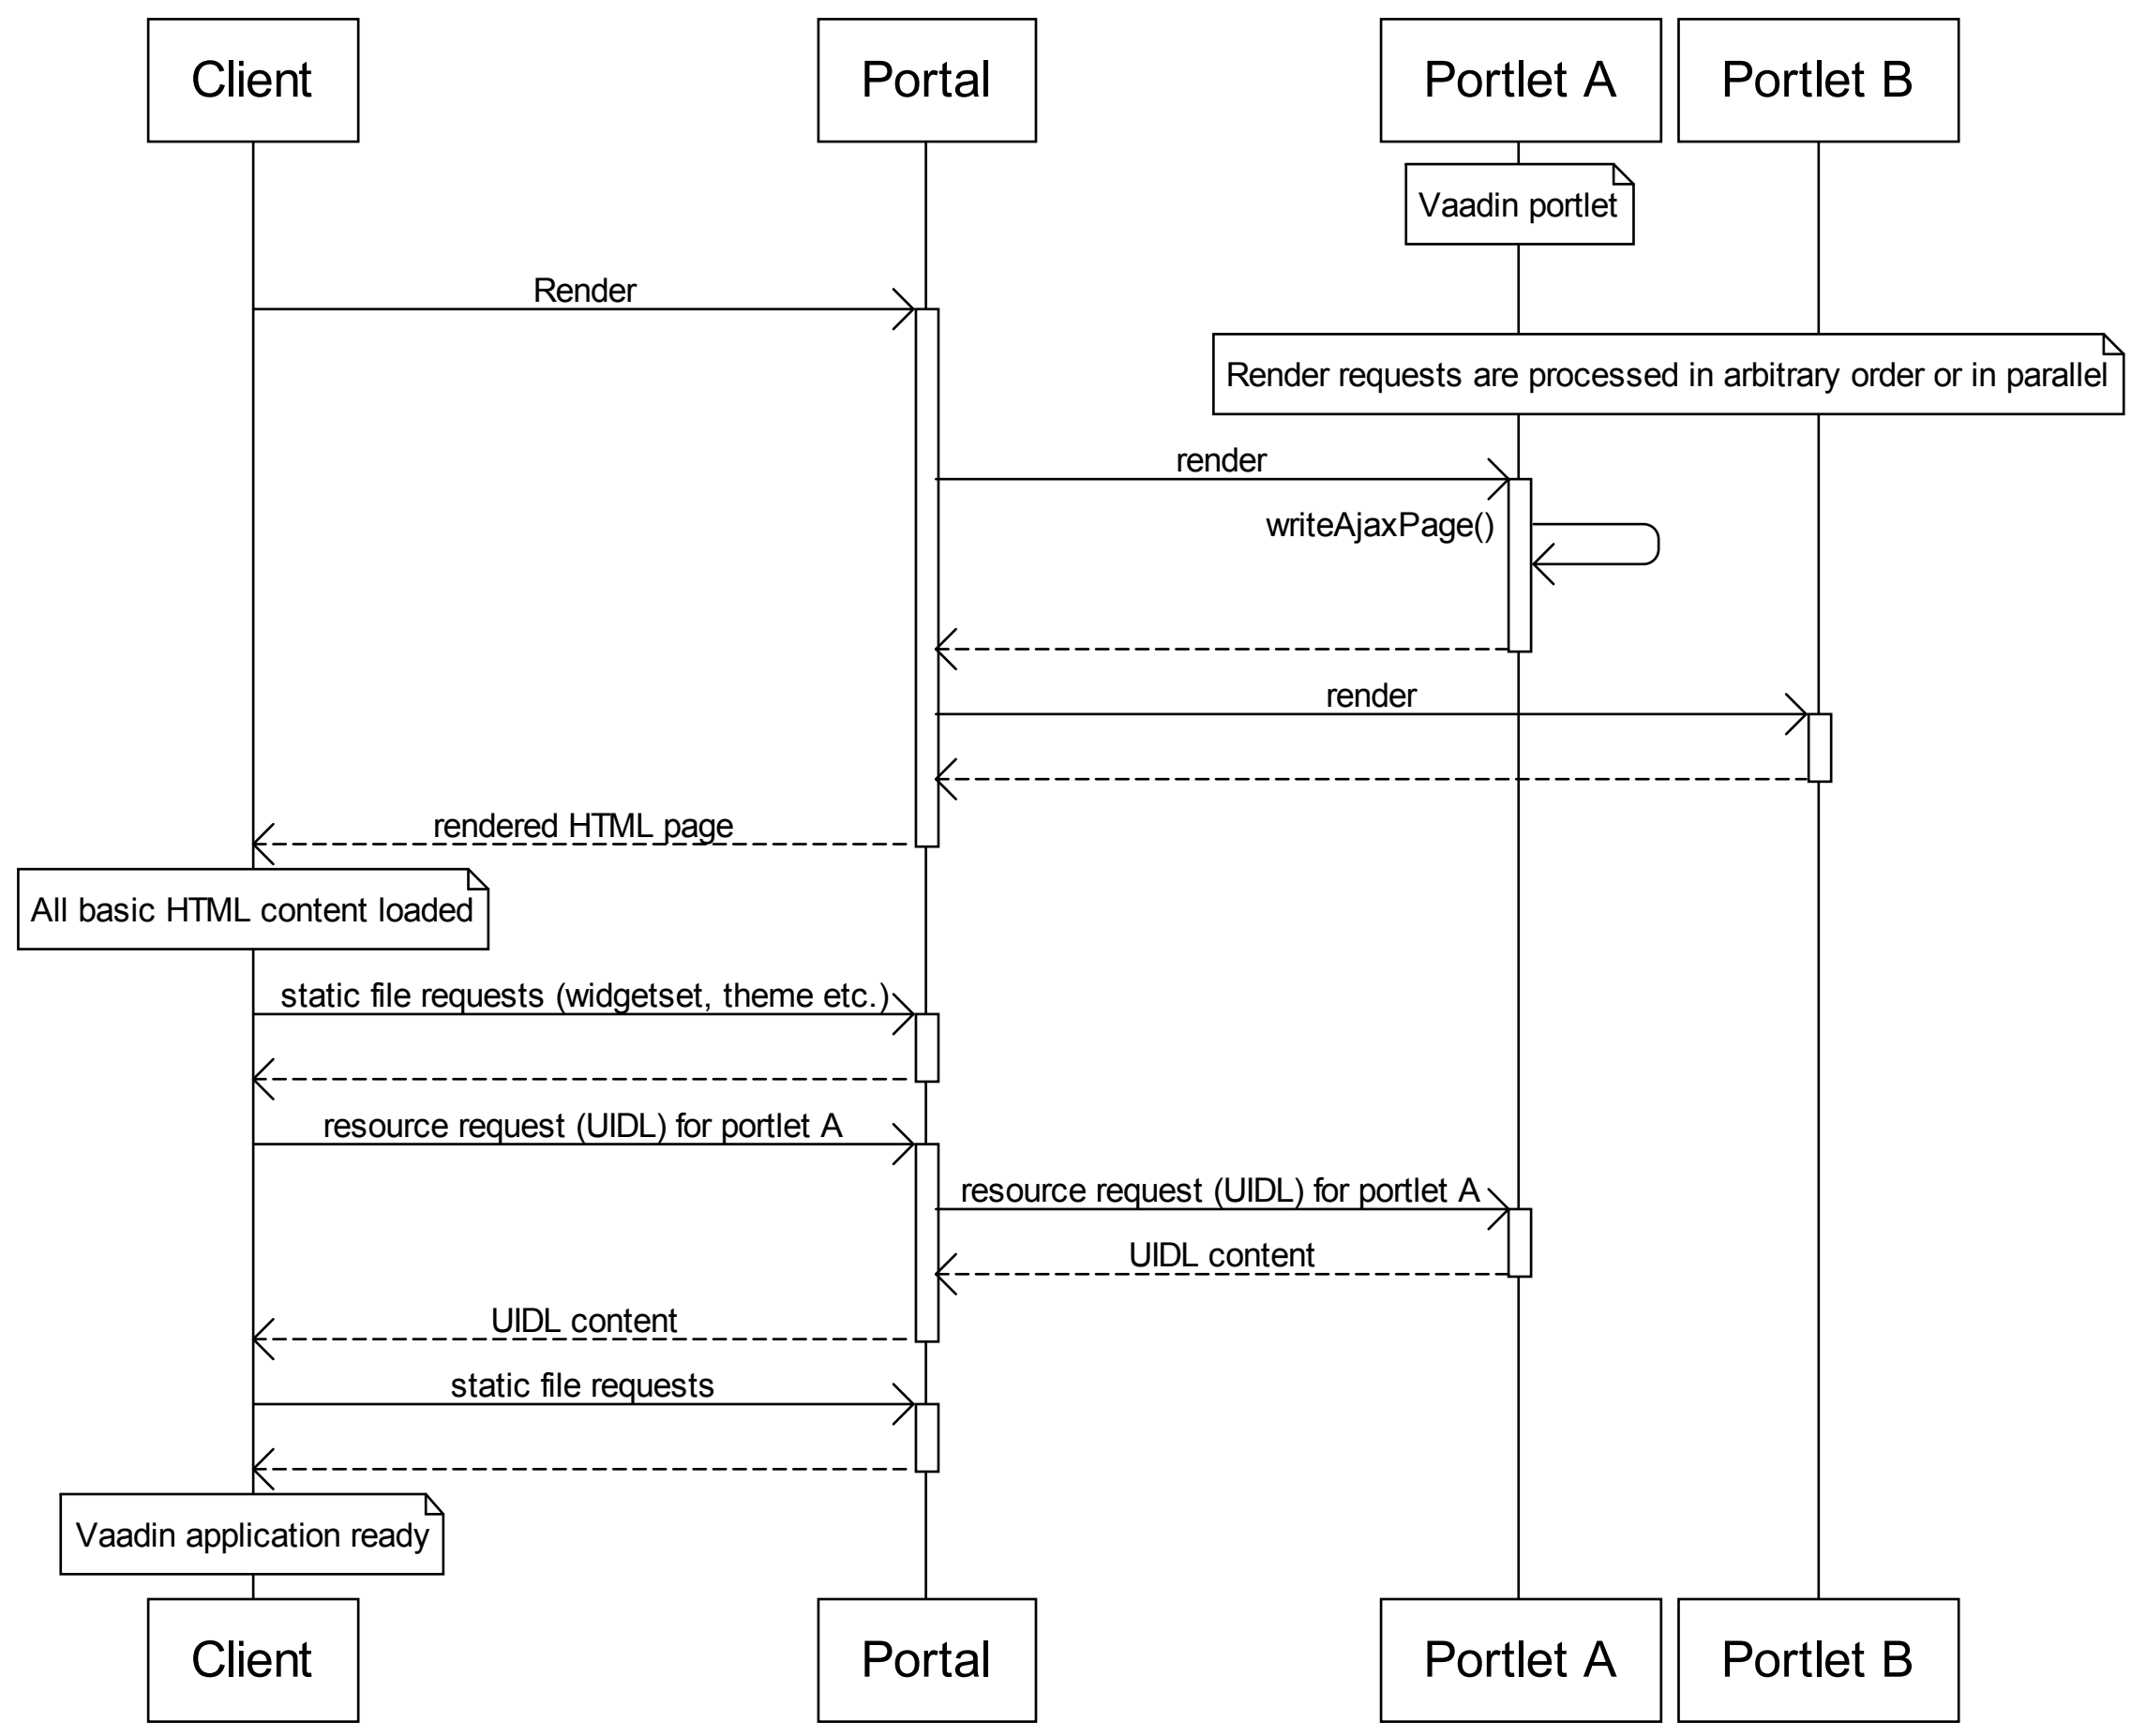 Client
Portal
Portlet A
Portlet B
Vaadin portlet
Render
Render requests are processed in arbitrary order or in parallel
render
writeAjaxPage()
render
rendered HTML page
All basic HTML content loaded
static file requests (widgetset, theme etc.)
resource request (UIDL) for portlet A
resource request (UIDL) for portlet A
UIDL content
UIDL content
static file requests
Vaadin application ready
Client
Portal
Portlet A
Portlet B